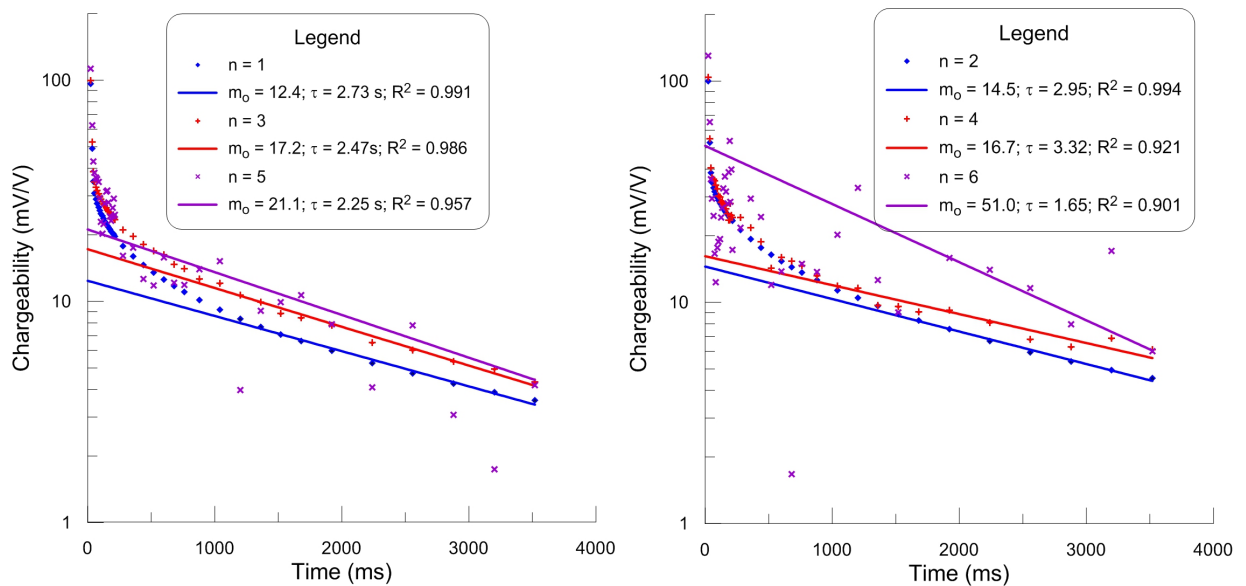 Legend
n = 1
mo = 12.4; τ = 2.73 s; R2 = 0.991
n = 3
mo = 17.2; τ = 2.47s; R2 = 0.986
n = 5
mo = 21.1; τ = 2.25 s; R2 = 0.957
100
10
1
Chargeability (mV/V)
0
1000
2000
3000
4000
Time (ms)
Legend
n = 2
mo = 14.5; τ = 2.95; R2 = 0.994
n = 4
mo = 16.7; τ = 3.32; R2 = 0.921
n = 6
mo = 51.0; τ = 1.65; R2 = 0.901
100
10
1
Chargeability (mV/V)
0
1000
2000
3000
4000
Time (ms)